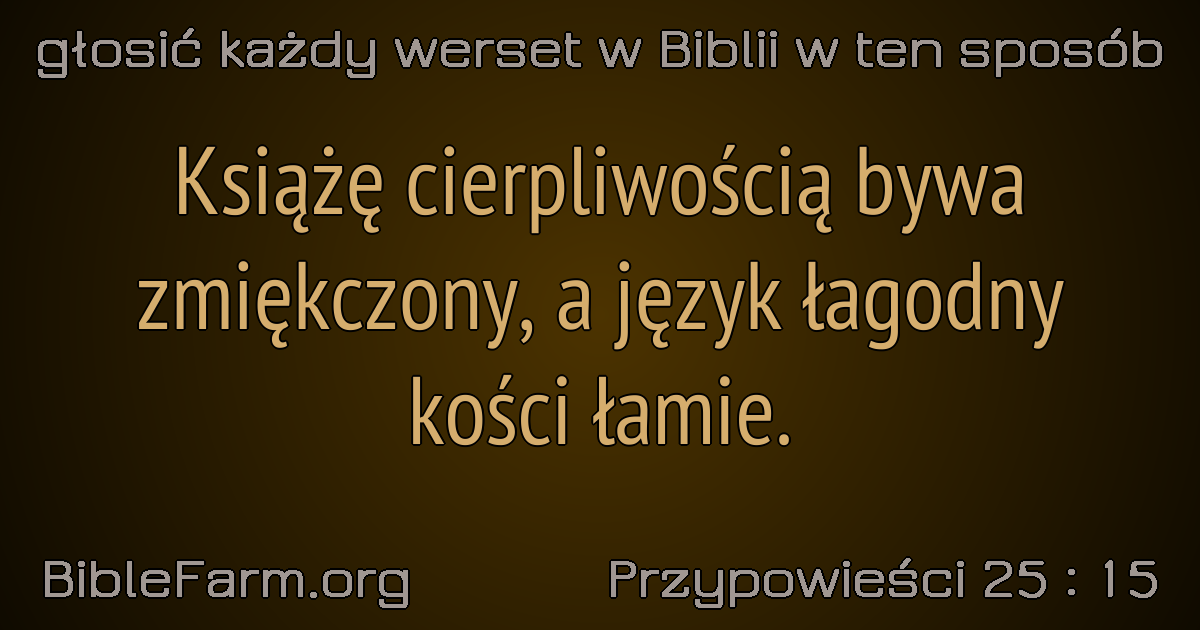 głosić każdy werset w Biblii w ten sposób
Książę cierpliwością bywa
zmiękczony, a język łagodny
kości łamie.
BibleFarm.org
Przypowieści 25 : 15